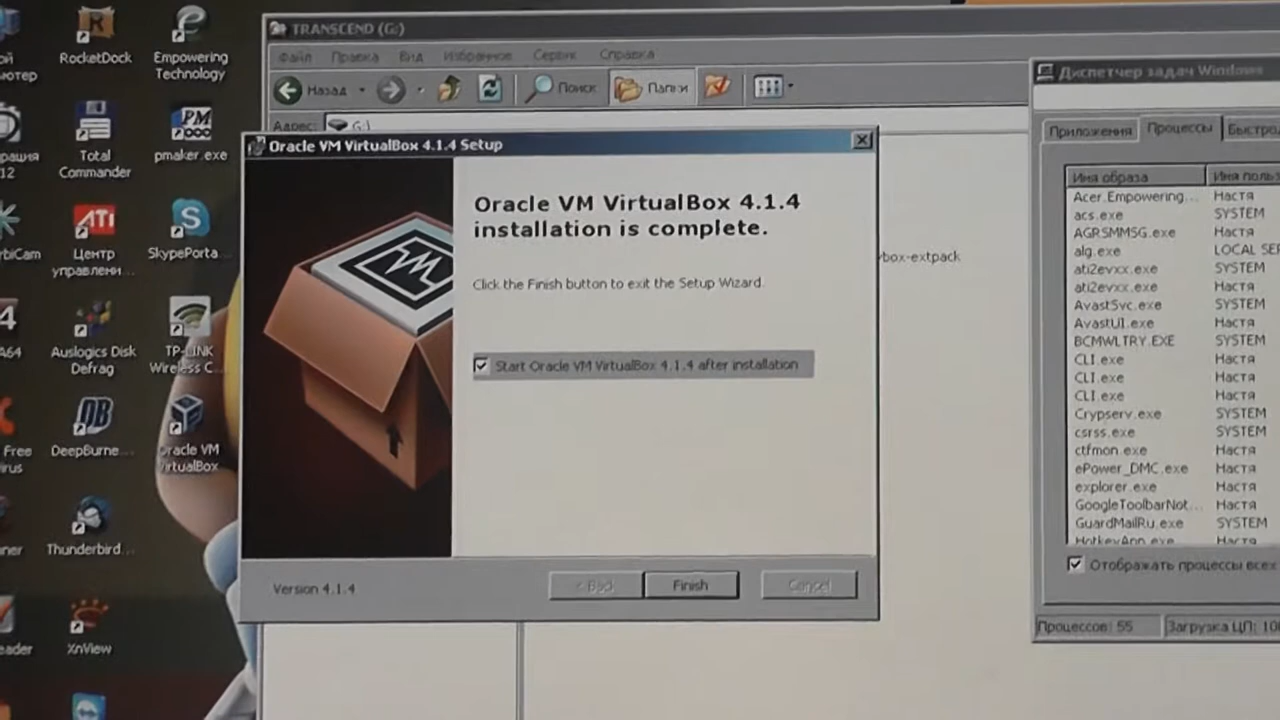 RocketDock
Empowering
Technology
Total
Commander
pmaker.exe
Центр
управлени...
SkypePorta...
Auslogics Disk
Defrag
TP-LINK
Wireless C...
DeepBurne...
Oracle VM
VirtualBox
Thunderbird...
XnView
TRANSCEND (G:)
Файл Правка Вид Избранное Сервис Справка
Назад Поиск Папки
Адрес: G:\
Oracle VM VirtualBox 4.1.4 Setup
Oracle VM VirtualBox 4.1.4
installation is complete.
Click the Finish button to exit the Setup Wizard.
Start Oracle VM VirtualBox 4.1.4 after installation
Version 4.1.4
< Back Finish Cancel
box-extpack
Диспетчер задач Windows
Приложения Процессы Быстро
Имя образа Имя польз
Acer.Empowering... Настя
acs.exe SYSTEM
AGRSMMSG.exe Настя
alg.exe LOCAL SE
ati2evxx.exe Настя
ati2evxx.exe SYSTEM
AvastSvc.exe SYSTEM
AvastUI.exe Настя
BCMWLTRY.EXE SYSTEM
CLI.exe Настя
CLI.exe Настя
CLI.exe Настя
Crypserv.exe SYSTEM
csrss.exe SYSTEM
ctfmon.exe Настя
ePower_DMC.exe Настя
explorer.exe Настя
GoogleToolbarNot... Настя
GuardMailRu.exe SYSTEM
HotkeyApp.exe Настя
Отображать процессы всех
Процессов: 55 Загрузка ЦП: 10